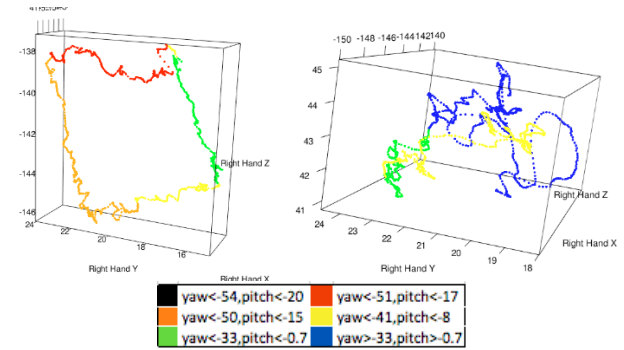 -150 -148 -146 -144 -142 -140
-138
-140
-142
-144
-146
24
22
20
16
Right Hand Z
Right Hand Y
Right Hand X
45
44
43
42
41
24
23
22
21
20
19
18
Right Hand Z
Right Hand X
Right Hand Y
yaw<-54,pitch<-20 yaw<-51,pitch<-17
yaw<-50,pitch<-15 yaw<-41,pitch<-8
yaw<-33,pitch<-0.7 yaw>-33,pitch>-0.7